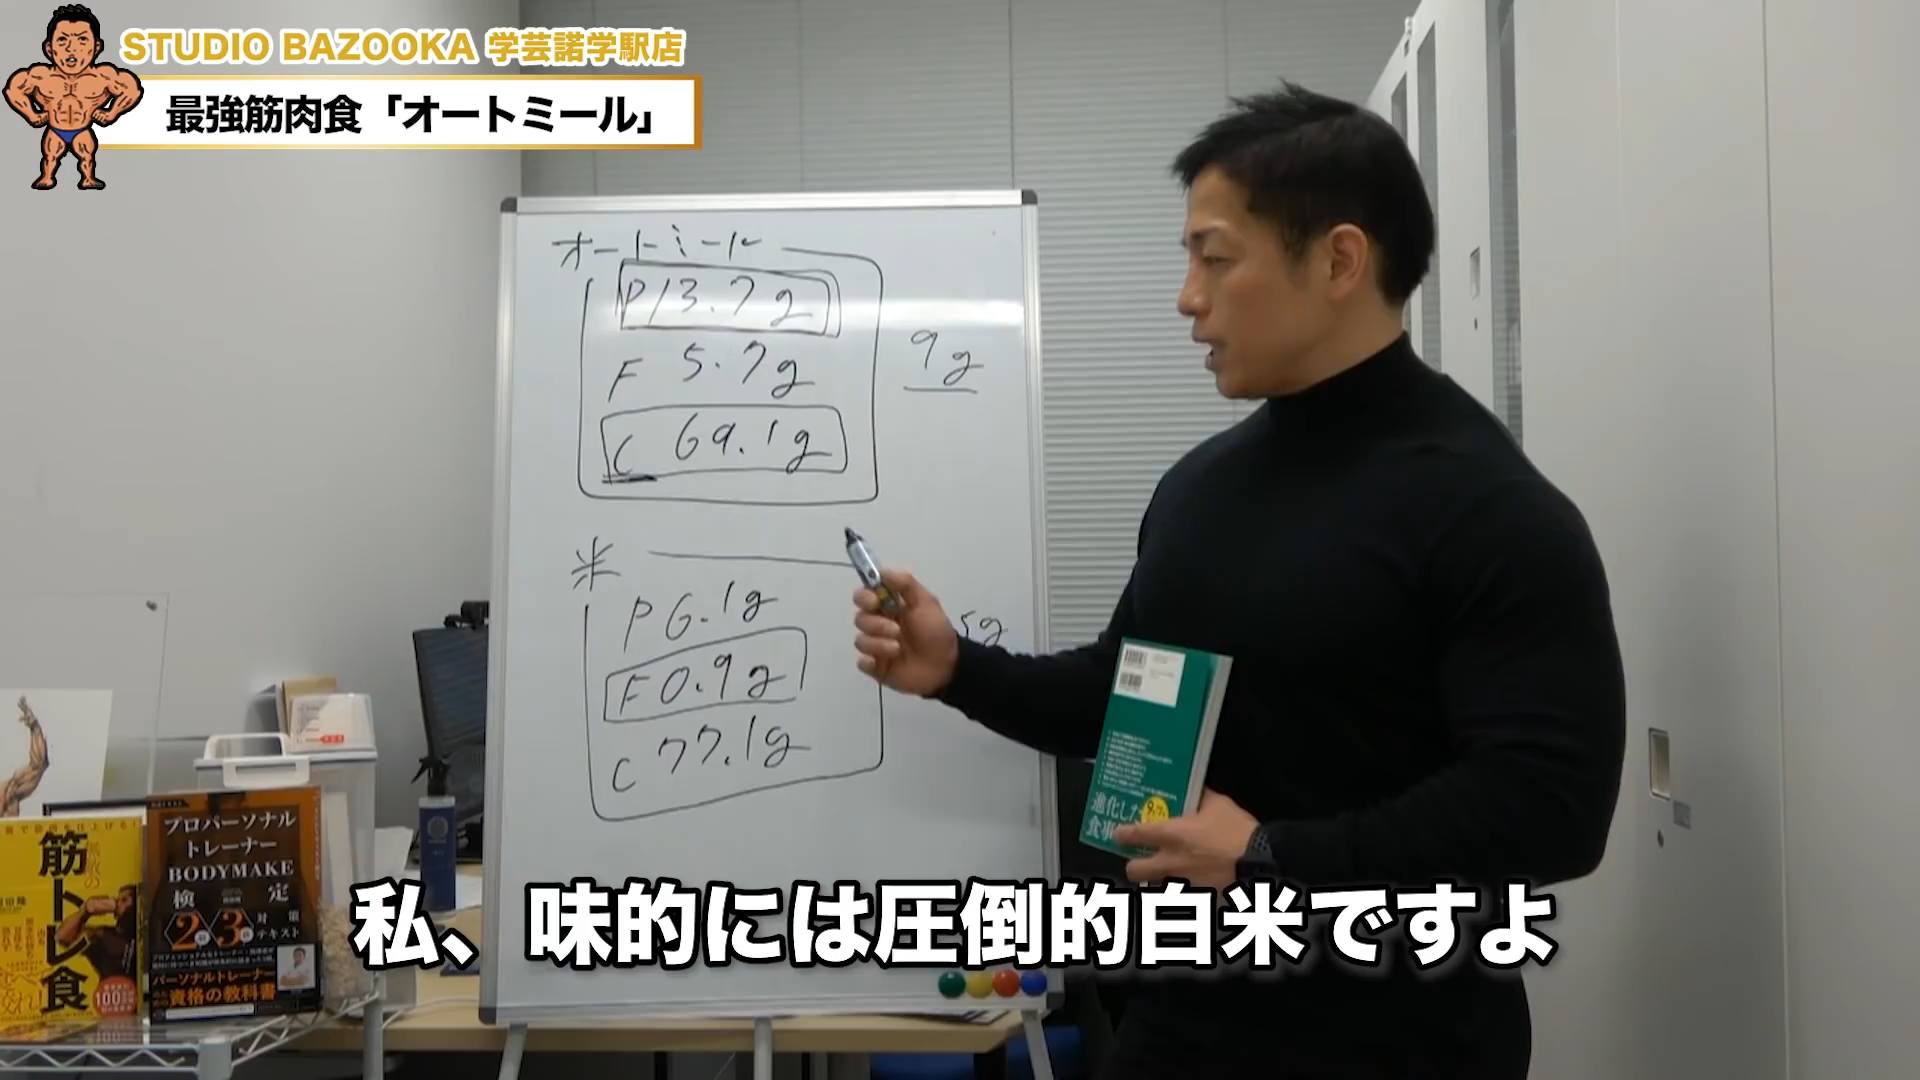 STUDIO BAZOOKA 学芸諾学駅店
最強筋肉食「オートミール」
オートミール
P13.7g
F 5.7g
C 69.1g
9g
米
P6.1g
F0.9g
C77.1g
5g
進化した
食事
筋トレ食
プロパーソナル
トレーナー
BODYMAKE
検定
2級 3級 対策
テキスト
パーソナルトレーナー
資格の教科書
私、味的には圧倒的白米ですよ